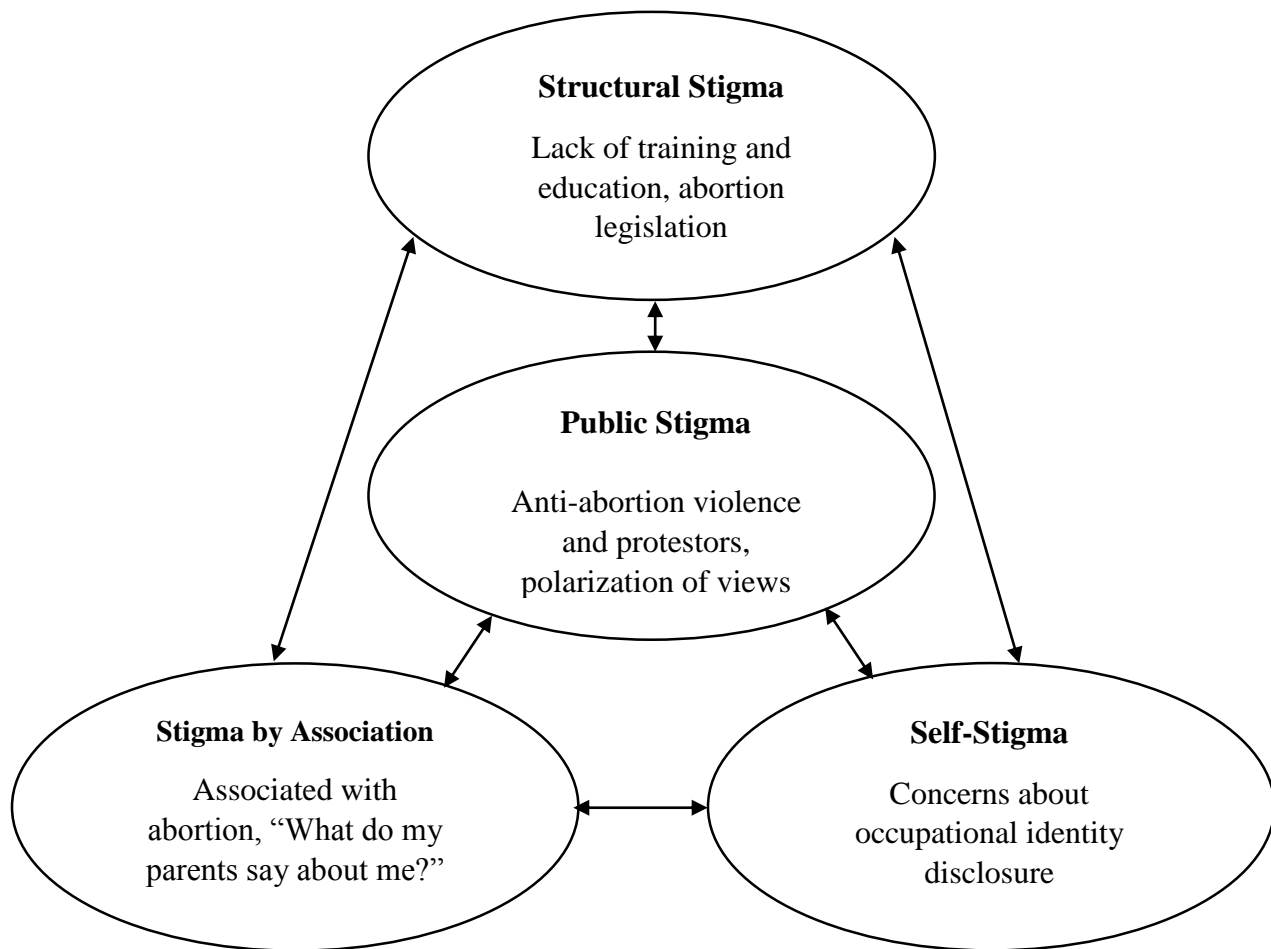 Structural Stigma
Lack of training and
education, abortion
legislation
Public Stigma
Anti-abortion violence
and protestors,
polarization of views
Stigma by Association
Associated with
abortion, “What do my
parents say about me?”
Self-Stigma
Concerns about
occupational identity
disclosure